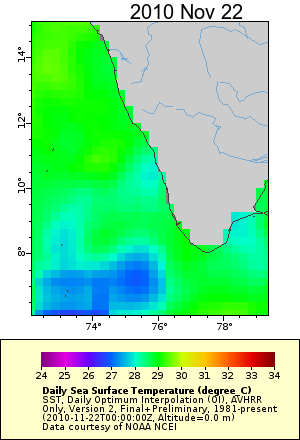 2010 Nov 22
14°
12°
10°
8°
74° 76° 78°
24 25 26 27 28 29 30 31 32 33 34
Daily Sea Surface Temperature (degree_C)
SST, Daily Optimum Interpolation (OI), AVHRR
Only, Version 2, Final+Preliminary, 1981-present
(2010-11-22T00:00:00Z, Altitude=0.0 m)
Data courtesy of NOAA NCEI